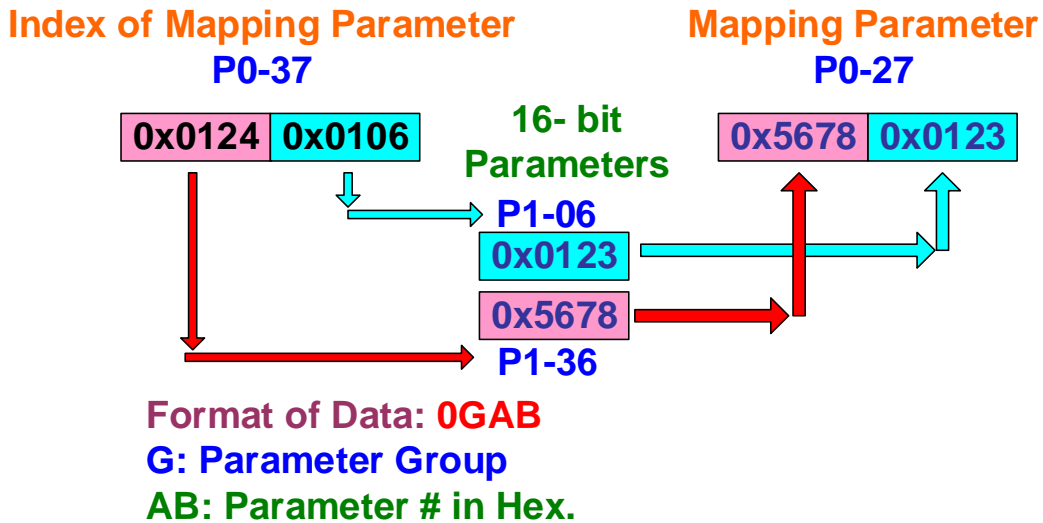 Index of Mapping Parameter
Mapping Parameter
P0-37
P0-27
0x0124 0x0106
16- bit
Parameters
0x5678 0x0123
P1-06
0x0123
0x5678
P1-36
Format of Data: 0GAB
G: Parameter Group
AB: Parameter # in Hex.